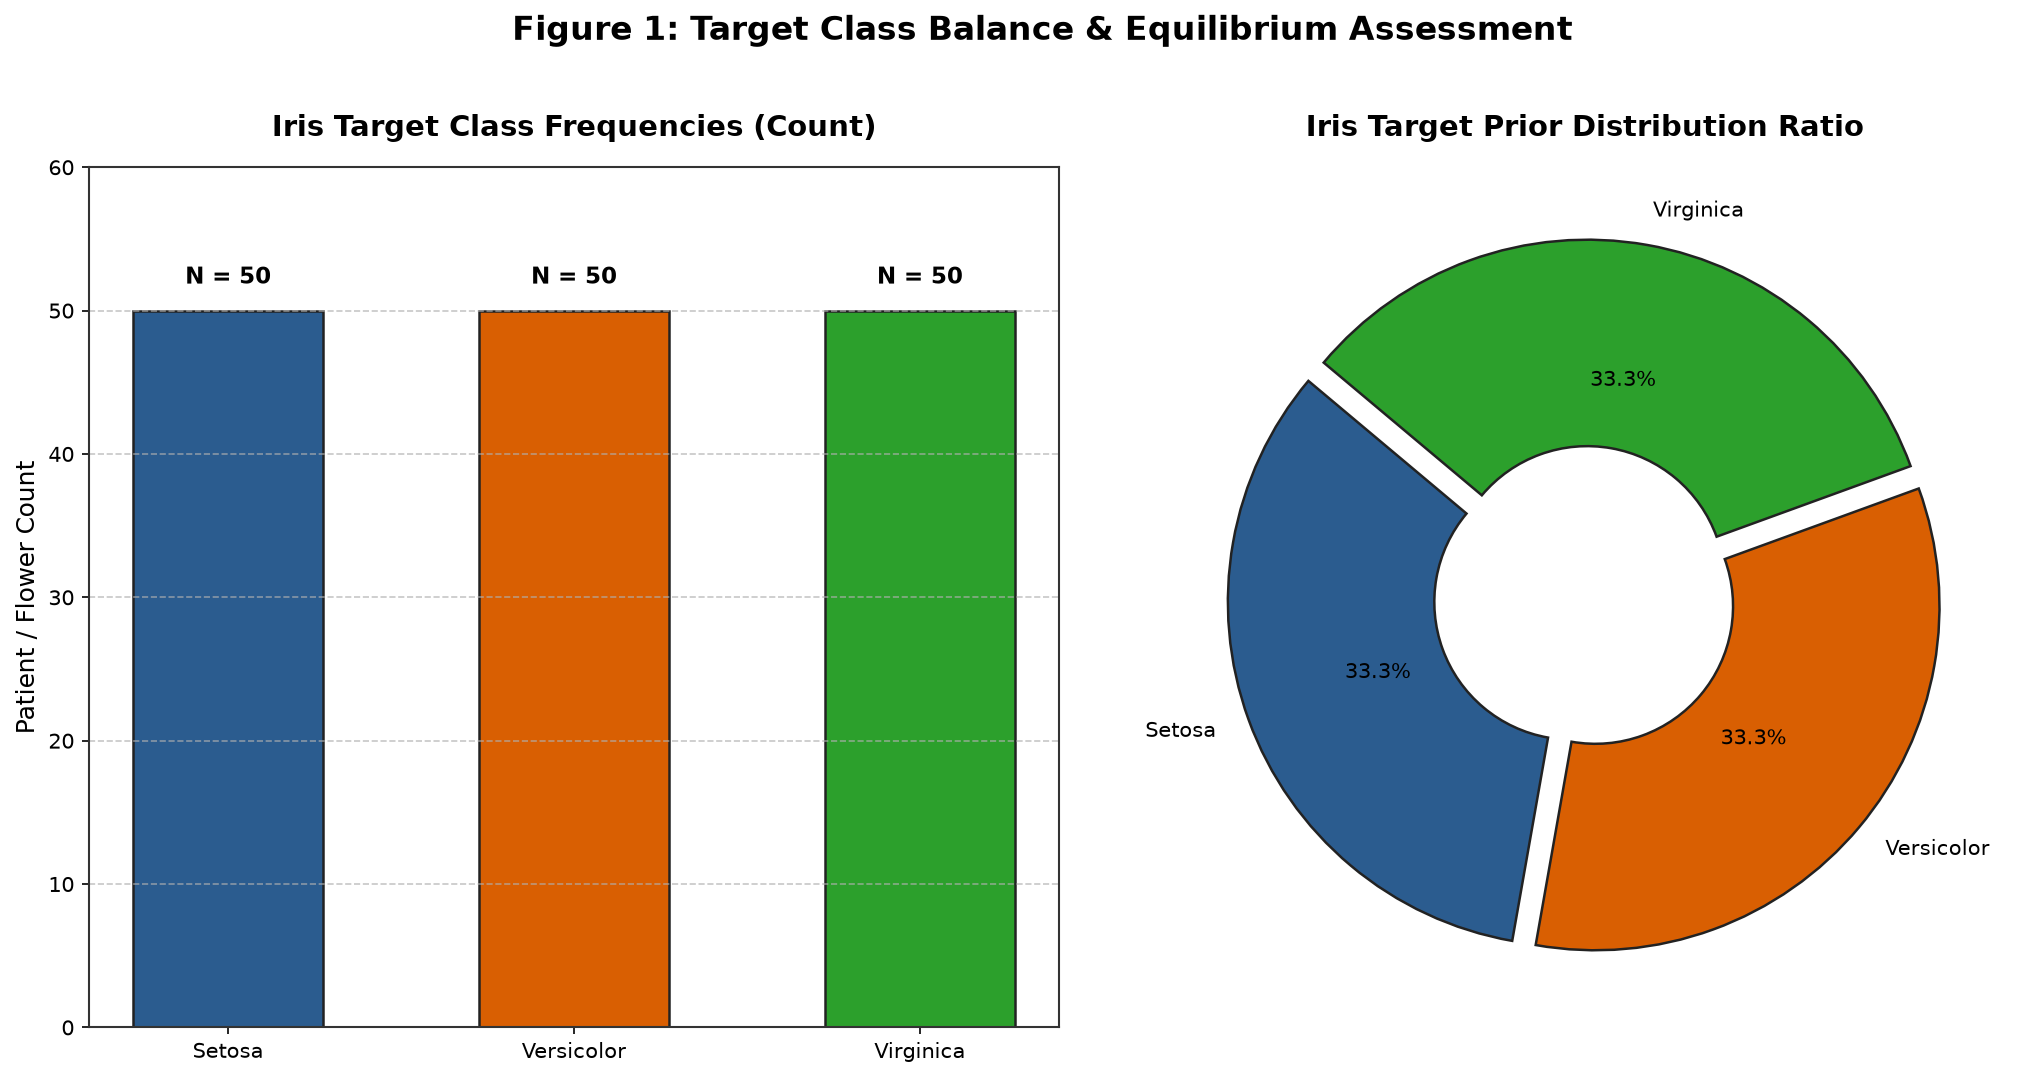 Figure 1: Target Class Balance & Equilibrium Assessment
Iris Target Class Frequencies (Count)
Patient / Flower Count
60
50
40
30
20
10
0
N = 50
N = 50
N = 50
Setosa
Versicolor
Virginica
Iris Target Prior Distribution Ratio
Virginica
33.3%
33.3%
Setosa
33.3%
Versicolor